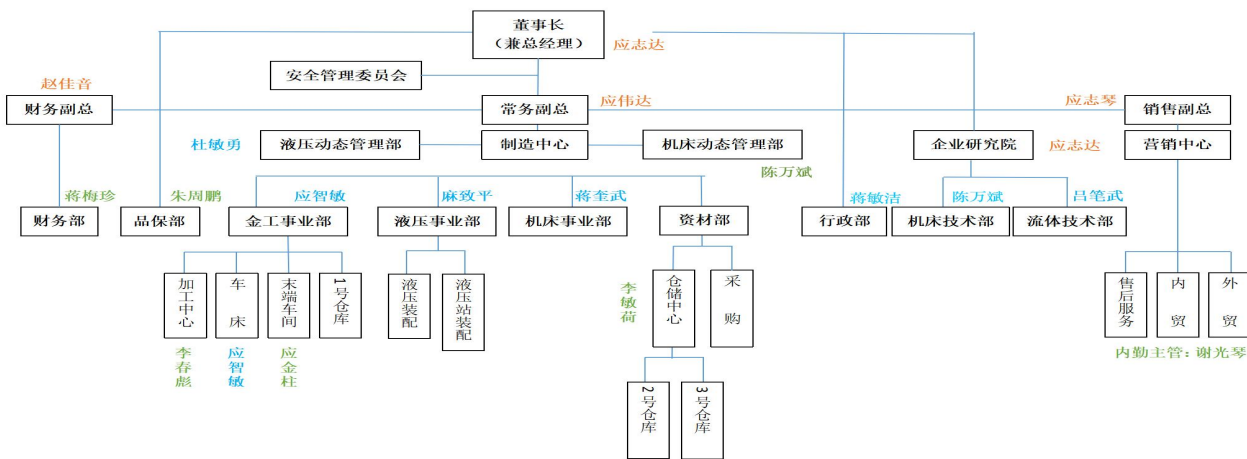 董事长
（兼总经理）
应志达
安全管理委员会
赵佳音
财务副总
常务副总
应伟达
应志琴
销售副总
杜敏勇
液压动态管理部
制造中心
机床动态管理部
陈万斌
企业研究院
应志达
营销中心
蒋梅珍
朱周鹏
应智敏
麻致平
蒋奎武
蒋敏洁
陈万斌
吕笔武
财务部
品保部
金工事业部
液压事业部
机床事业部
资材部
行政部
机床技术部
流体技术部
加工中心
车床
末端车间
1号仓库
液压装配
液压站装配
李敏荷
仓储中心
采购
售后服务
内贸
外贸
李春彪
应智敏
应金柱
内勤主管：谢光琴
2号仓库
3号仓库